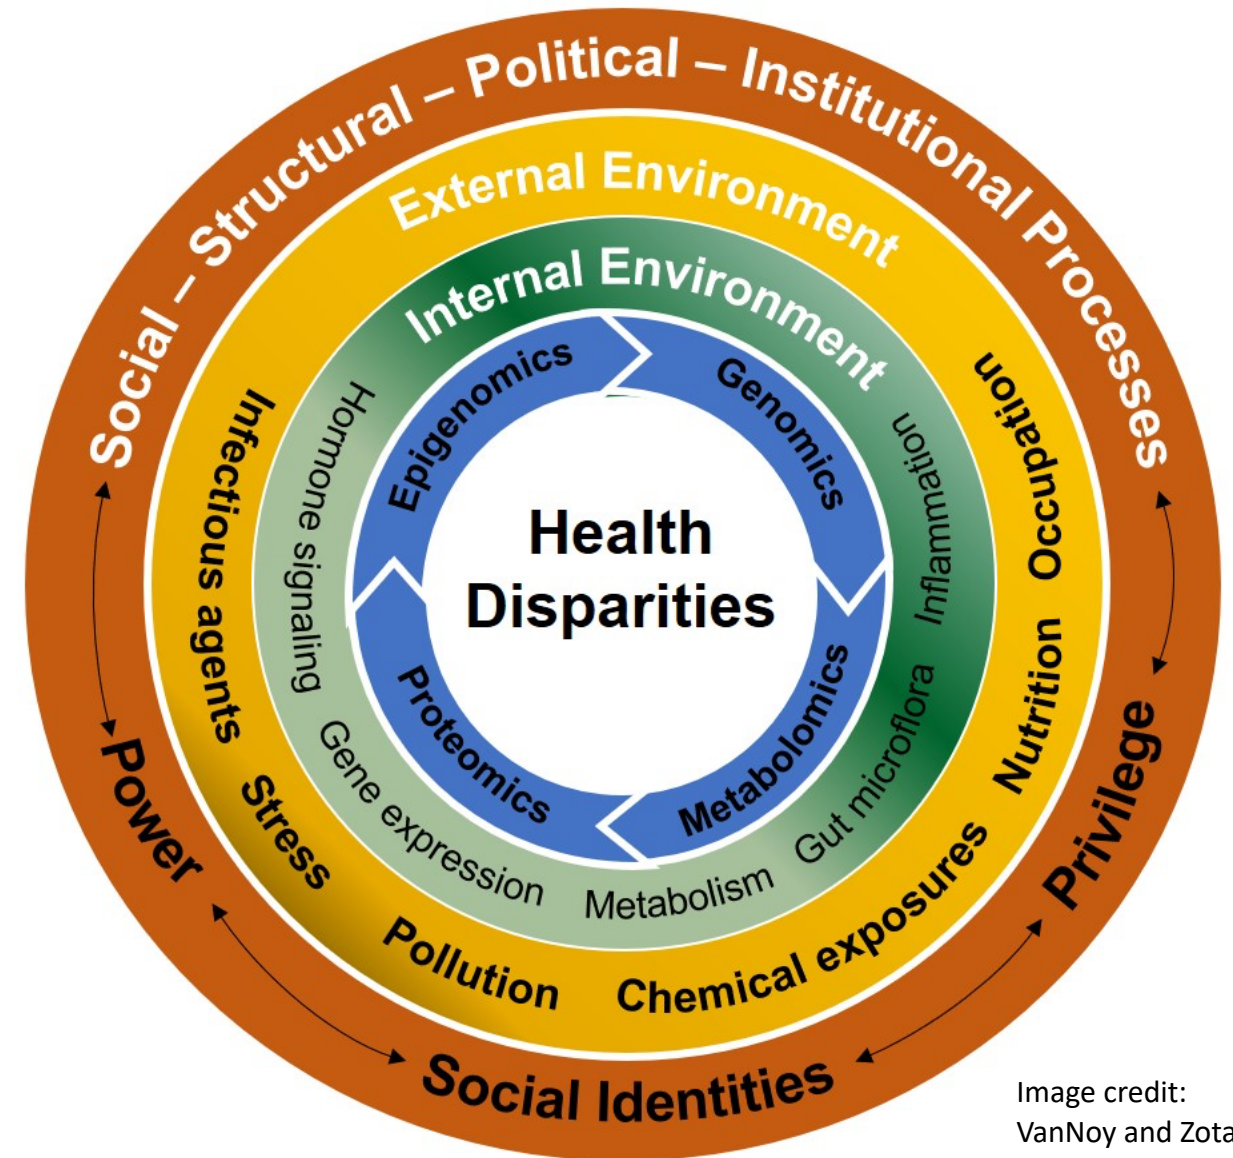 Social – Structural – Political – Institutional Processes
Power
Social Identities
Privilege
External Environment
Infectious agents
Stress
Pollution
Chemical exposures
Nutrition
Occupation
Internal Environment
Hormone signaling
Gene expression
Metabolism
Gut microflora
Inflammation
Epigenomics
Genomics
Metabolomics
Proteomics
Health
Disparities
Image credit:
VanNoy and Zota